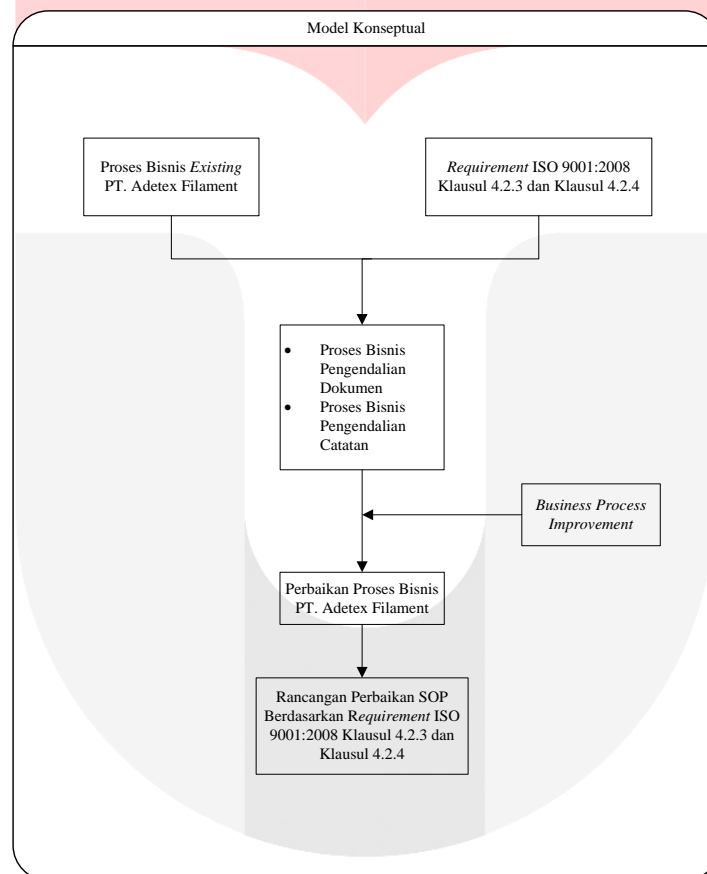 Model Konseptual
Proses Bisnis Existing
PT. Adetex Filament
Requirement ISO 9001:2008
Klausul 4.2.3 dan Klausul 4.2.4
• Proses Bisnis
Pengendalian
Dokumen
• Proses Bisnis
Pengendalian
Catatan
Business Process
Improvement
Perbaikan Proses Bisnis
PT. Adetex Filament
Rancangan Perbaikan SOP
Berdasarkan Requirement ISO
9001:2008 Klausul 4.2.3 dan
Klausul 4.2.4